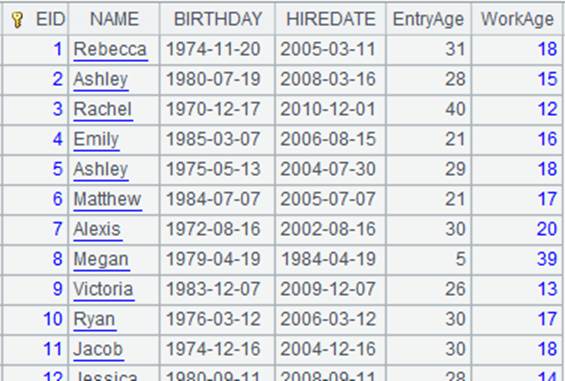 EID NAME BIRTHDAY HIREDATE EntryAge WorkAge
1 Rebecca 1974-11-20 2005-03-11 31 18
2 Ashley 1980-07-19 2008-03-16 28 15
3 Rachel 1970-12-17 2010-12-01 40 12
4 Emily 1985-03-07 2006-08-15 21 16
5 Ashley 1975-05-13 2004-07-30 29 18
6 Matthew 1984-07-07 2005-07-07 21 17
7 Alexis 1972-08-16 2002-08-16 30 20
8 Megan 1979-04-19 1984-04-19 5 39
9 Victoria 1983-12-07 2009-12-07 26 13
10 Ryan 1976-03-12 2006-03-12 30 17
11 Jacob 1974-12-16 2004-12-16 30 18
12 Jessica 1980-09-11 2008-09-11 28 14